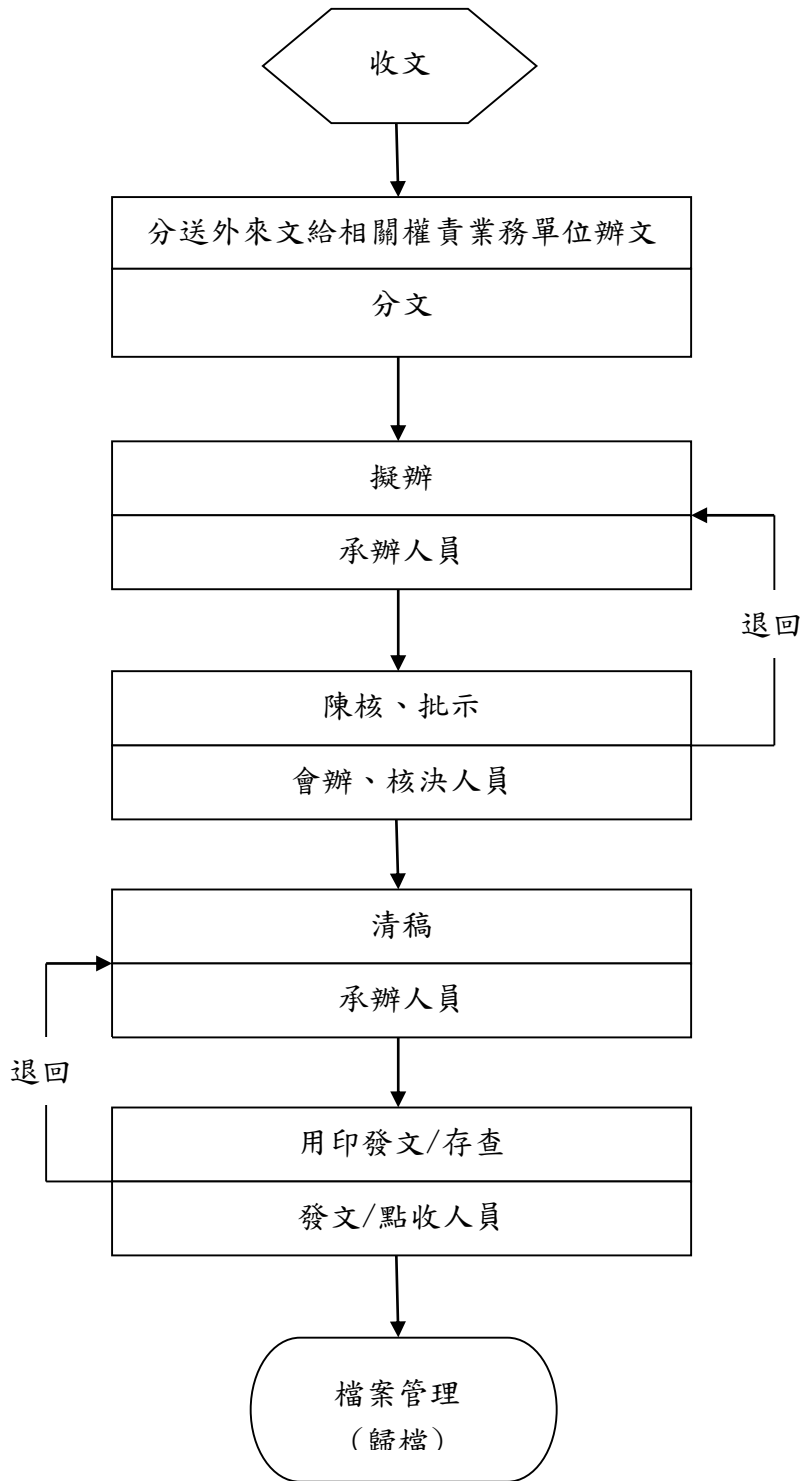 收文
分送外來文給相關權責業務單位辦文
分文
擬辦
承辦人員
退回
陳核、批示
會辦、核決人員
清稿
承辦人員
退回
用印發文/存查
發文/點收人員
檔案管理
(歸檔)